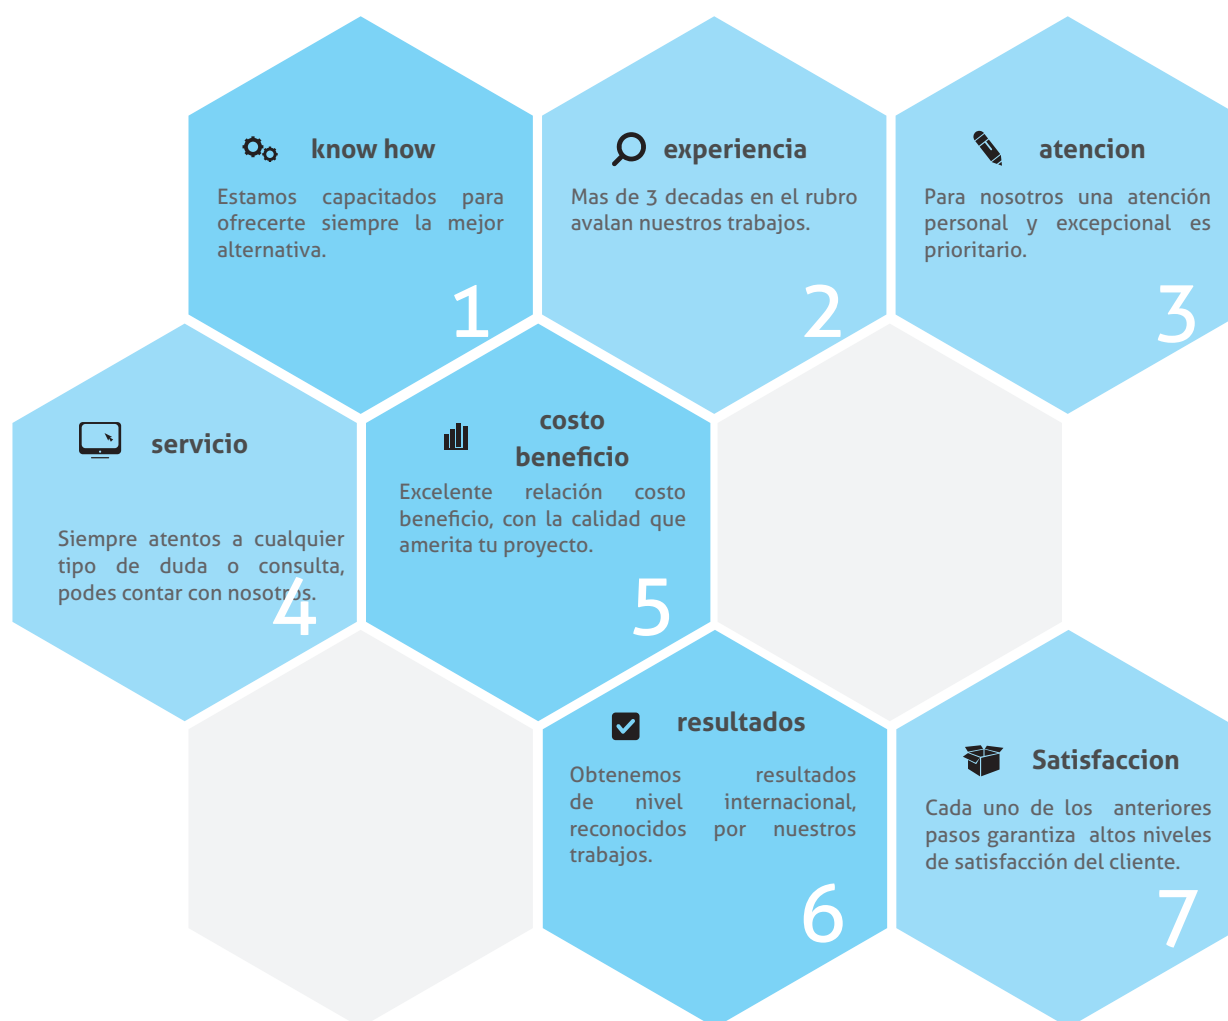 know how
Estamos capacitados para
ofrecerte siempre la mejor
alternativa.
1
experiencia
Mas de 3 decadas en el rubro
avalan nuestros trabajos.
2
atencion
Para nosotros una atención
personal y excepcional es
prioritario.
3
servicio
Siempre atentos a cualquier
tipo de duda o consulta,
podes contar con nosotros.
4
costo
beneficio
Excelente relación costo
beneficio, con la calidad que
amerita tu proyecto.
5
resultados
Obtenemos resultados
de nivel internacional,
reconocidos por nuestros
trabajos.
6
Satisfaccion
Cada uno de los anteriores
pasos garantiza altos niveles
de satisfacción del cliente.
7